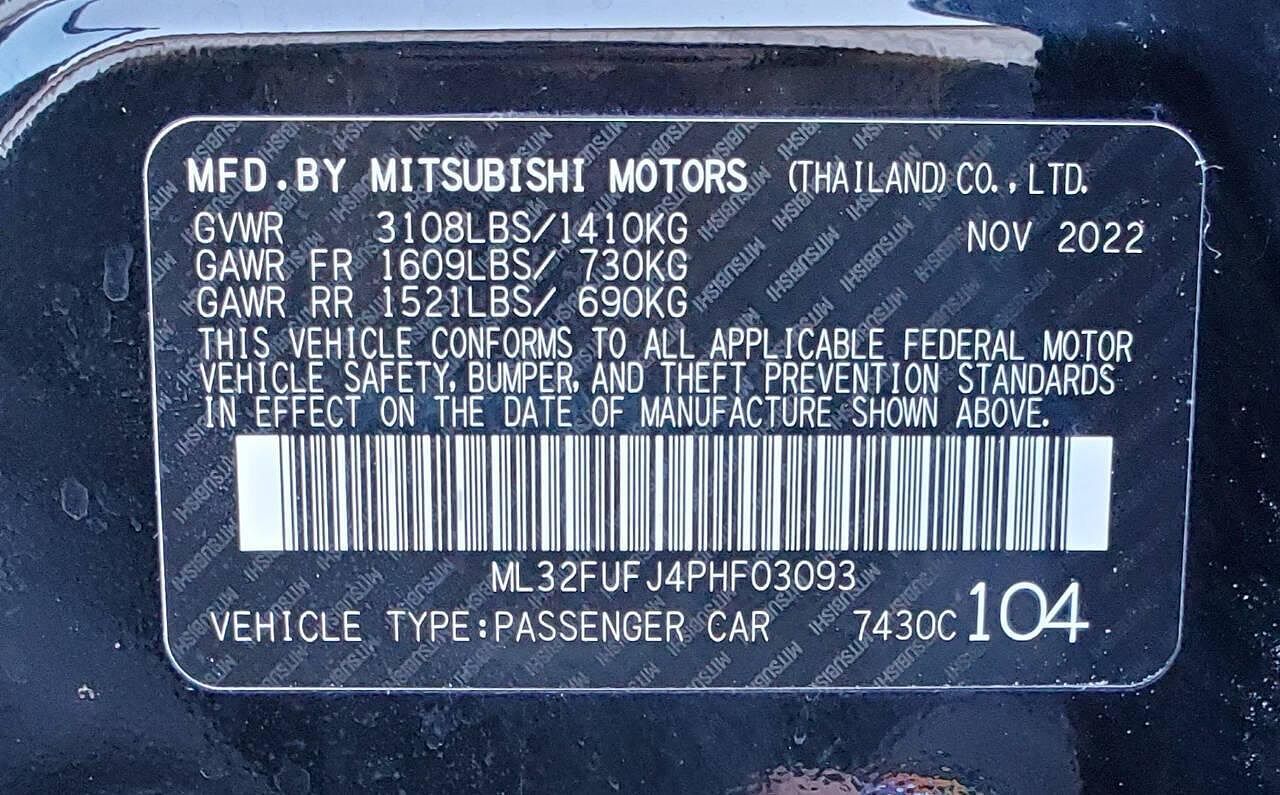 MFD.BY MITSUBISHI MOTORS (THAILAND) CO., LTD.
GVWR 3108LBS/1410KG NOV 2022
GAWR FR 1609LBS/ 730KG
GAWR RR 1521LBS/ 690KG
THIS VEHICLE CONFORMS TO ALL APPLICABLE FEDERAL MOTOR
VEHICLE SAFETY, BUMPER, AND THEFT PREVENTION STANDARDS
IN EFFECT ON THE DATE OF MANUFACTURE SHOWN ABOVE.
ML32FUFJ4PHF03093
VEHICLE TYPE:PASSENGER CAR 7430C 104